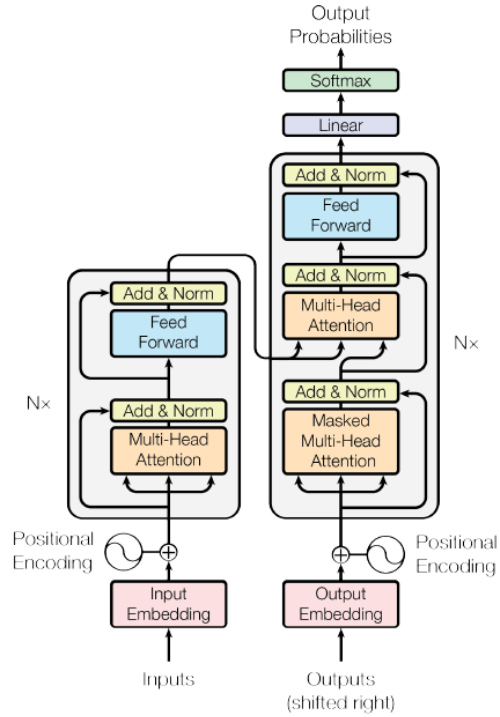 Output
Probabilities
Softmax
Linear
Add & Norm
Feed
Forward
Add & Norm
Multi-Head
Attention
Add & Norm
Masked
Multi-Head
Attention
N×
Positional
Encoding
Output
Embedding
Outputs
(shifted right)
Add & Norm
Feed
Forward
Add & Norm
Multi-Head
Attention
N×
Positional
Encoding
Input
Embedding
Inputs